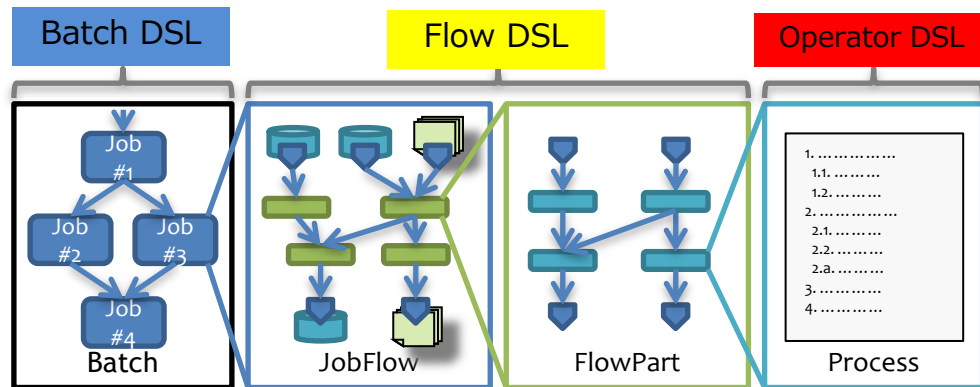 Batch DSL
Flow DSL
Operator DSL
Job
#1
Job
#2
Job
#3
Job
#4
Batch
JobFlow
FlowPart
1. ……………
1.1. …………
1.2. ………
2. ………………
2.1. ………
2.2. ………
2.a. ………
3. …………
4. …………
Process